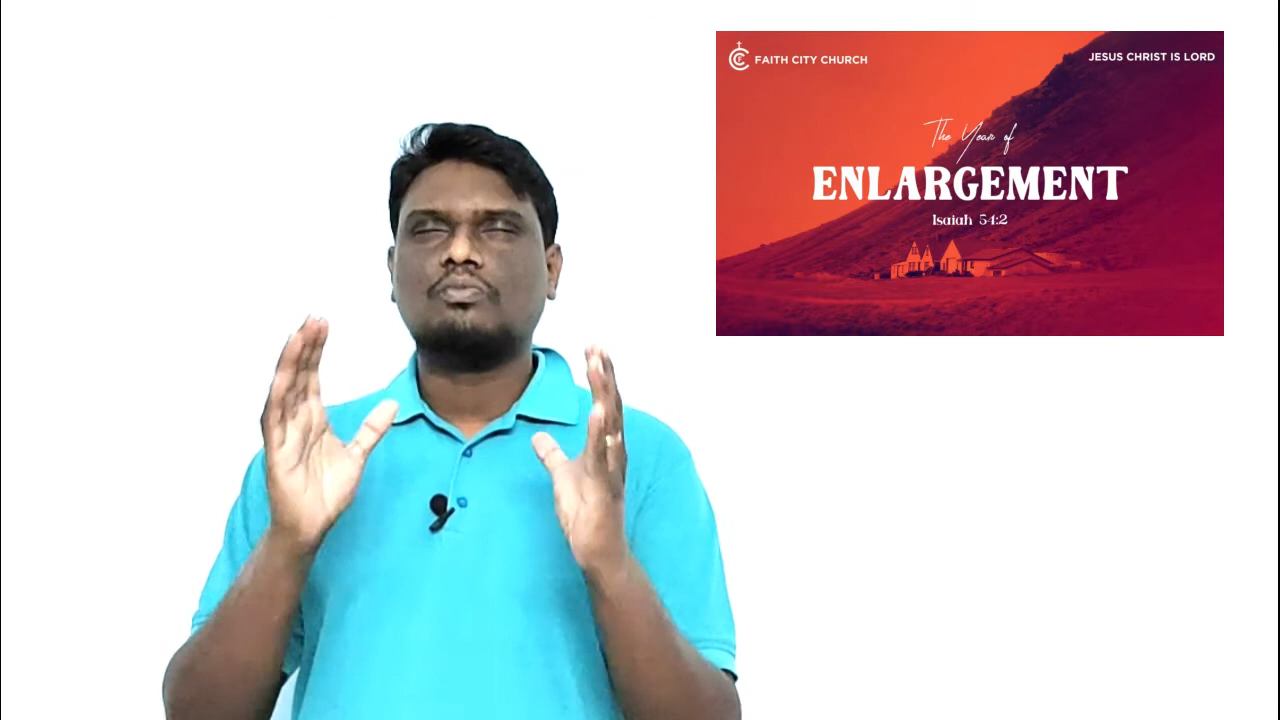 FAITH CITY CHURCH
JESUS CHRIST IS LORD
The Year of
ENLARGEMENT
Isaiah 54:2